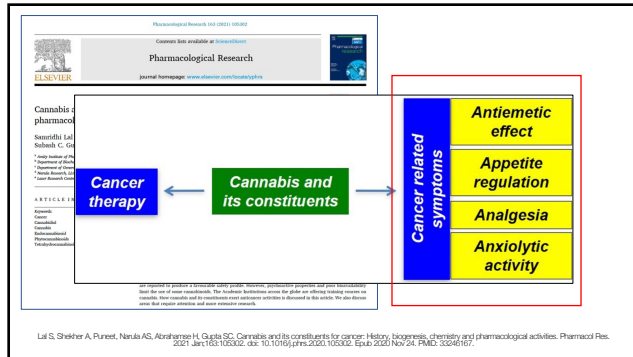 Pharmacological Research 163 (2021) 105302
Contents lists available at ScienceDirect
Pharmacological Research
journal homepage: www.elsevier.com/locate/yphrs
ELSEVIER
Pharmacological
Research
Cannabis a
pharmacol
Samridhi Lal
Subash C. Gu
ARTICLE IN
Keywords:
Cancer
Cannabidiol
Cannabis
Endocannabinoid
Phytocannabinoids
Tetrahydrocannabinol
Cancer
therapy
Cannabis and
its constituents
Cancer related
symptoms
Antiemetic
effect
Appetite
regulation
Analgesia
Anxiolytic
activity
are reported to produce a favourable safety profile. However, psychoactive properties and poor bioavailability
limit the use of some cannabinoids. The Academic Institutions across the globe are offering training courses on
cannabis. How cannabis and its constituents exert anticancer activities is discussed in this article. We also discuss
areas that require attention and more extensive research.
Lal S, Shekher A, Puneet, Narula AS, Abrahamse H, Gupta SC. Cannabis and its constituents for cancer: History, biogenesis, chemistry and pharmacological activities. Pharmacol Res.
2021 Jan;163:105302. doi: 10.1016/j.phrs.2020.105302. Epub 2020 Nov 24. PMID: 33246167.